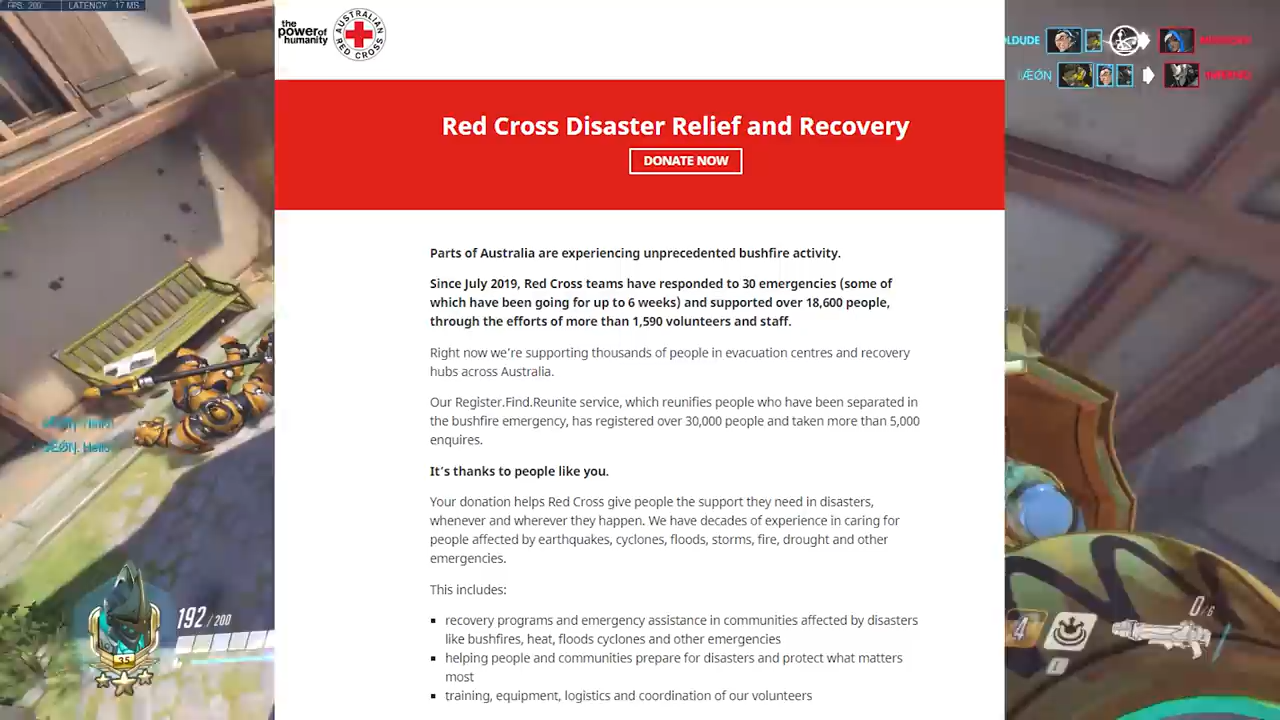 FPS: 200 LATENCY: 17 MS
the
power of
humanity
AUSTRALIAN RED CROSS
LDUDE
ÆØN
Red Cross Disaster Relief and Recovery
DONATE NOW
Parts of Australia are experiencing unprecedented bushfire activity.
Since July 2019, Red Cross teams have responded to 30 emergencies (some of
which have been going for up to 6 weeks) and supported over 18,600 people,
through the efforts of more than 1,590 volunteers and staff.
Right now we’re supporting thousands of people in evacuation centres and recovery
hubs across Australia.
Our Register.Find.Reunite service, which reunifies people who have been separated in
the bushfire emergency, has registered over 30,000 people and taken more than 5,000
enquires.
It’s thanks to people like you.
Your donation helps Red Cross give people the support they need in disasters,
whenever and wherever they happen. We have decades of experience in caring for
people affected by earthquakes, cyclones, floods, storms, fire, drought and other
emergencies.
This includes:
▪ recovery programs and emergency assistance in communities affected by disasters
like bushfires, heat, floods cyclones and other emergencies
▪ helping people and communities prepare for disasters and protect what matters
most
▪ training, equipment, logistics and coordination of our volunteers
ÆØN: Hello
192 / 200
35
4
0/6